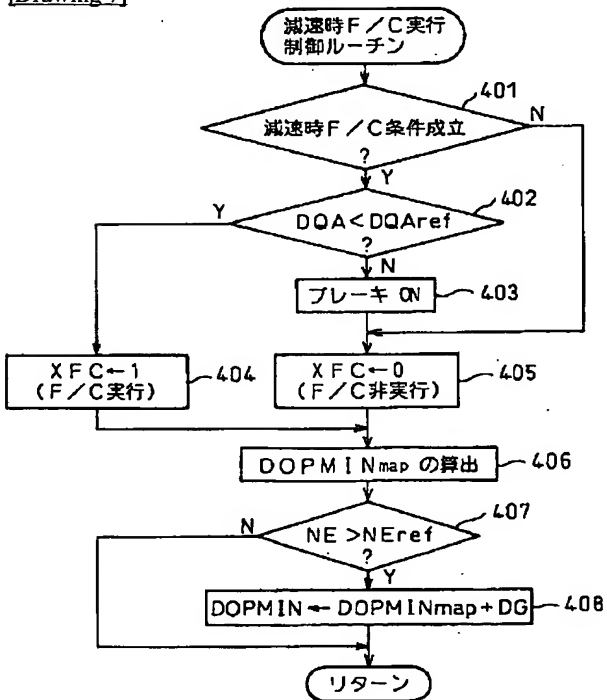 [Drawing 7]
減速時F/C実行
制御ルーチン
401
減速時F/C条件成立
?
N
Y
402
Y
DQA<DQAref
?
N
ブレーキ ON
403
XFC←1
(F/C実行)
404
XFC←0
(F/C非実行)
405
DOPMINmap の算出
406
407
N
NE>NEref
?
Y
DOPMIN←DOPMINmap+DG
408
リターン